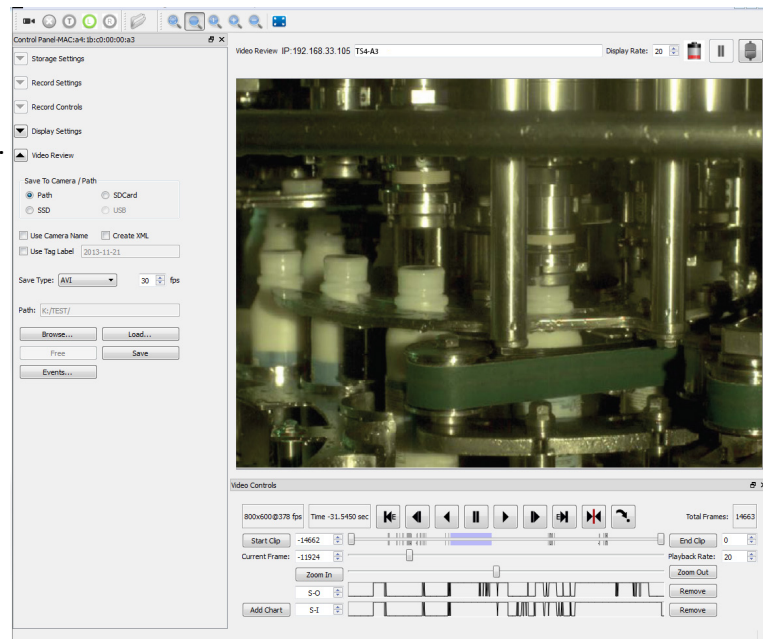 Control Panel-MAC:a4:1b:c0:00:00:a3
Storage Settings
Record Settings
Record Controls
Display Settings
Video Review
Save To Camera / Path
Path
SDCard
SSD
USB
Use Camera Name
Create XML
Use Tag Label 2013-11-21
Save Type: AVI 30 fps
Path: K:/TEST/
Browse... Load...
Free Save
Events...
Video Review IP:192.168.33.105 TS4-A3 Display Rate: 20
Video Controls
800x600@378 fps Time -31.5450 sec Total Frames: 14663
Start Clip -14662 End Clip 0
Current Frame: -11924 Playback Rate: 20
Zoom In Zoom Out
S-O Remove
Add Chart S-I Remove